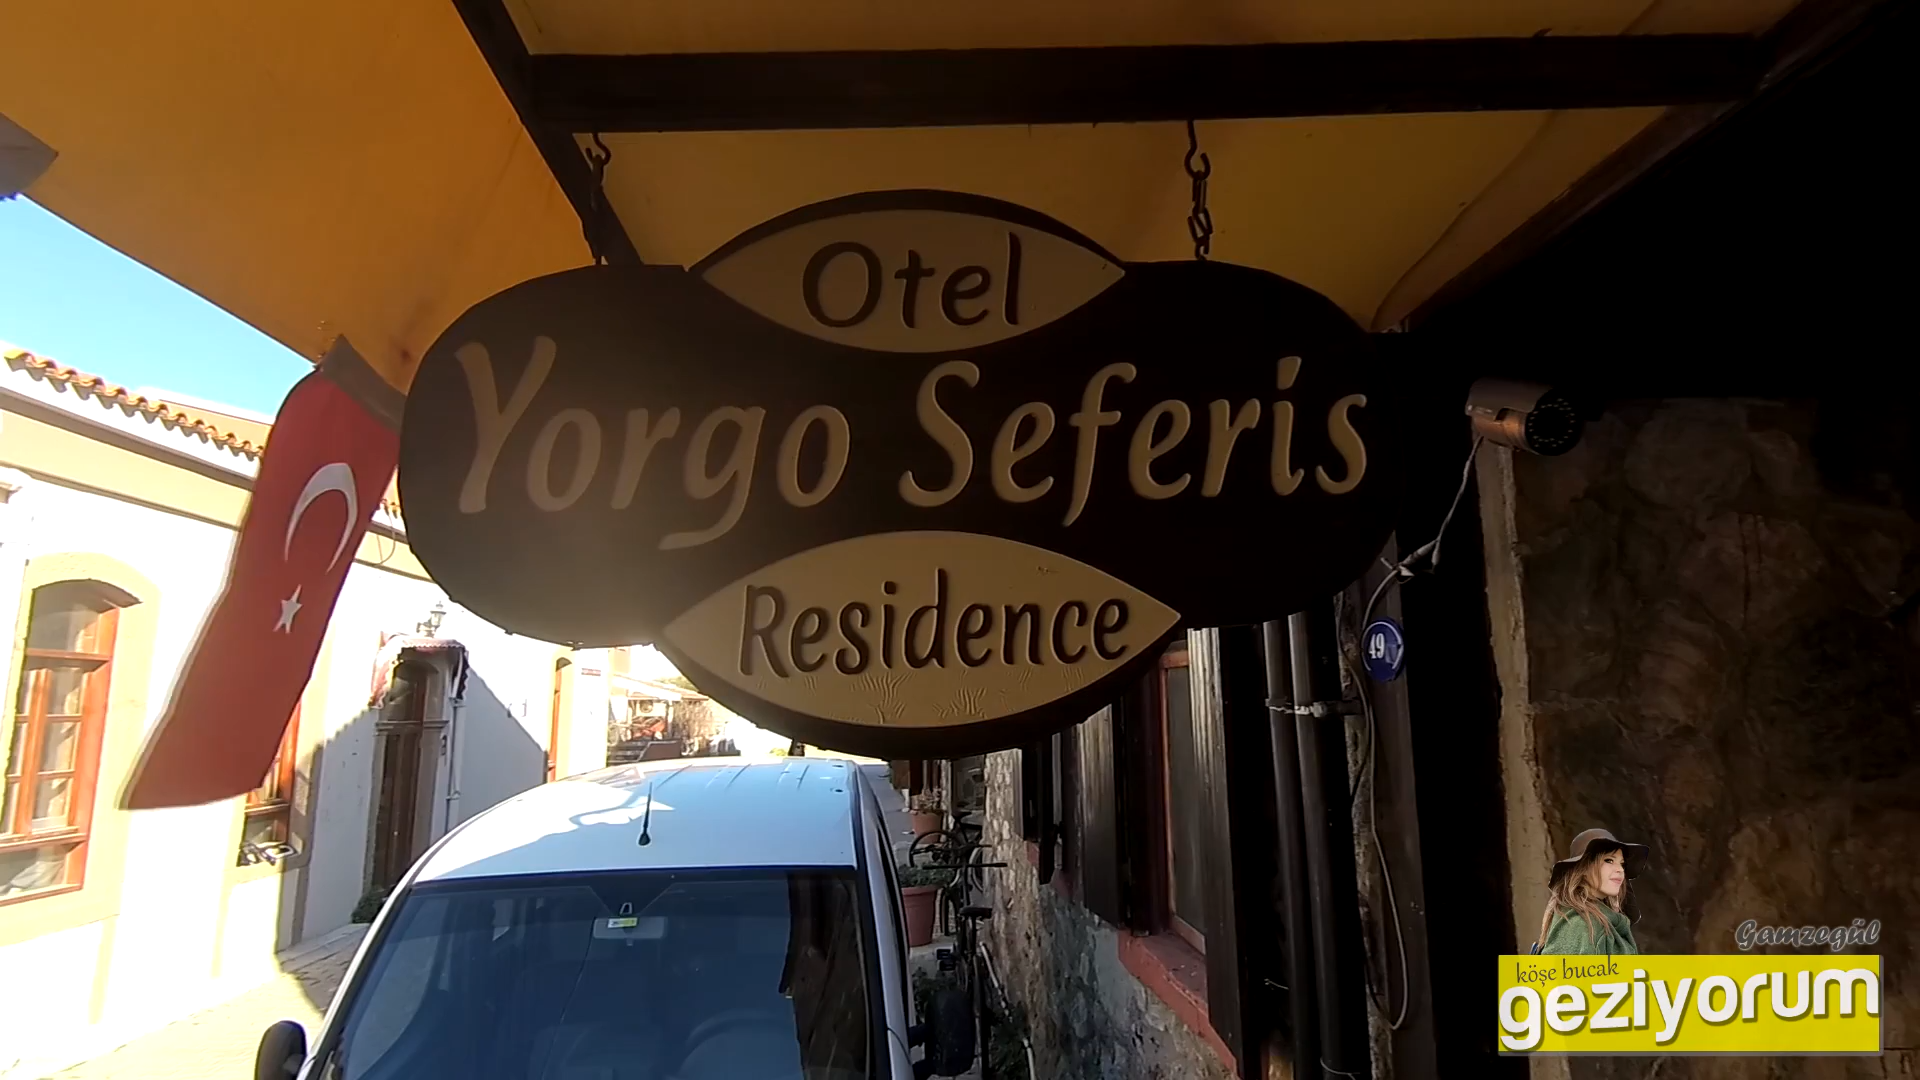 Otel
Yorgo Seferis
Residence
49
Gamzegül
köşe bucak
geziyorum